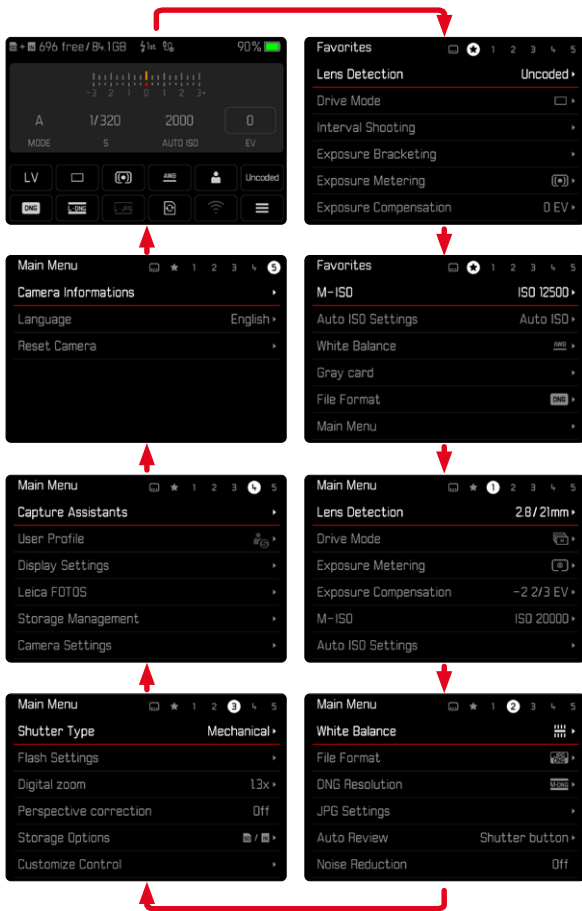 696 free/84.1GB 1st 90%
-3 2 1 0 1 2 3+
A 1/320 2000 0
MODE S AUTO ISO EV
LV AWB Uncoded
DNG L-DNG L-JPG
Favorites 1 2 3 4 5
Lens Detection Uncoded
Drive Mode
Interval Shooting
Exposure Bracketing
Exposure Metering
Exposure Compensation 0 EV
Favorites 1 2 3 4 5
M-ISO ISO 12500
Auto ISO Settings Auto ISO
White Balance AWB
Gray card
File Format DNG
Main Menu
Main Menu 1 2 3 4 5
Lens Detection 2.8/21mm
Drive Mode H
Exposure Metering
Exposure Compensation -2 2/3 EV
M-ISO ISO 20000
Auto ISO Settings
Main Menu 1 2 3 4 5
White Balance
File Format JPG DNG
DNG Resolution M-DNG
JPG Settings
Auto Review Shutter button
Noise Reduction Off
Main Menu 1 2 3 4 5
Shutter Type Mechanical
Flash Settings
Digital zoom 1.3x
Perspective correction Off
Storage Options /
Customize Control
Main Menu 1 2 3 4 5
Capture Assistants
User Profile
Display Settings
Leica FOTOS
Storage Management
Camera Settings
Main Menu 1 2 3 4 5
Camera Informations
Language English
Reset Camera